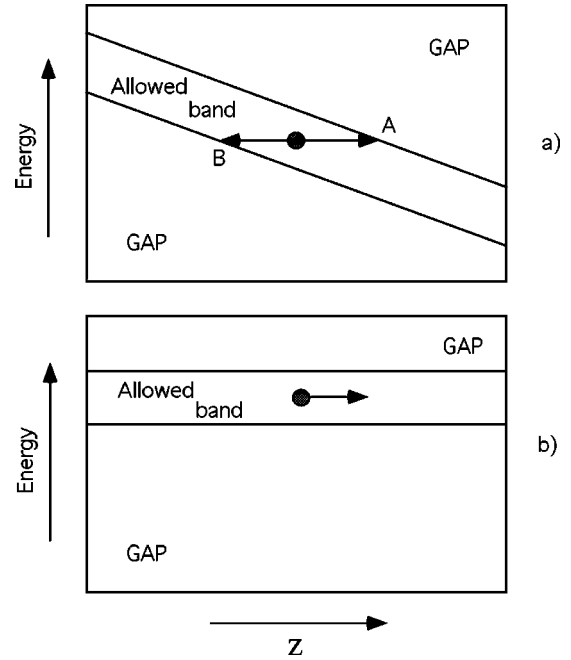 GAP
Allowed
band
A
B
Energy
a)
GAP
GAP
Allowed
band
Energy
b)
GAP
Z